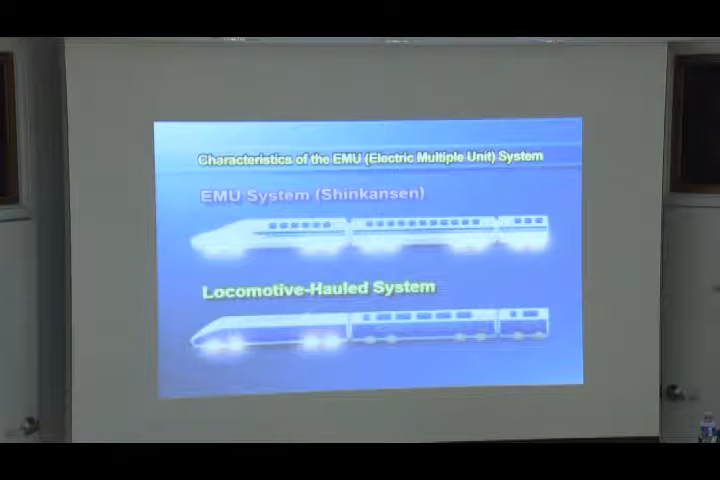 Characteristics of the EMU (Electric Multiple Unit) System
EMU System (Shinkansen)
Locomotive-Hauled System